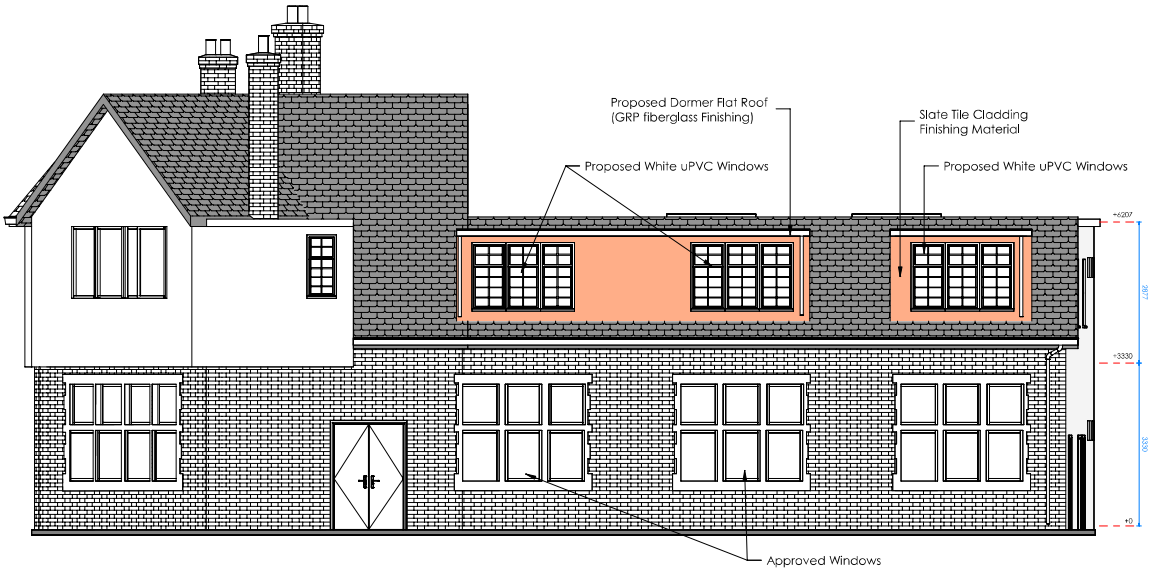 Proposed Dormer Flat Roof
(GRP fiberglass Finishing)
Slate Tile Cladding
Finishing Material
Proposed White uPVC Windows
Proposed White uPVC Windows
+6207
2877
+3330
3330
+0
Approved Windows